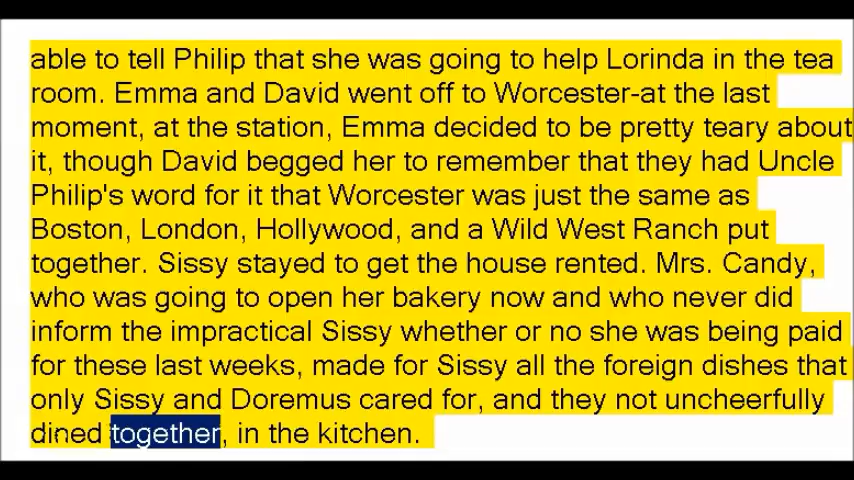 able to tell Philip that she was going to help Lorinda in the tea
room. Emma and David went off to Worcester-at the last
moment, at the station, Emma decided to be pretty teary about
it, though David begged her to remember that they had Uncle
Philip's word for it that Worcester was just the same as
Boston, London, Hollywood, and a Wild West Ranch put
together. Sissy stayed to get the house rented. Mrs. Candy,
who was going to open her bakery now and who never did
inform the impractical Sissy whether or no she was being paid
for these last weeks, made for Sissy all the foreign dishes that
only Sissy and Doremus cared for, and they not uncheerfully
dined together, in the kitchen.